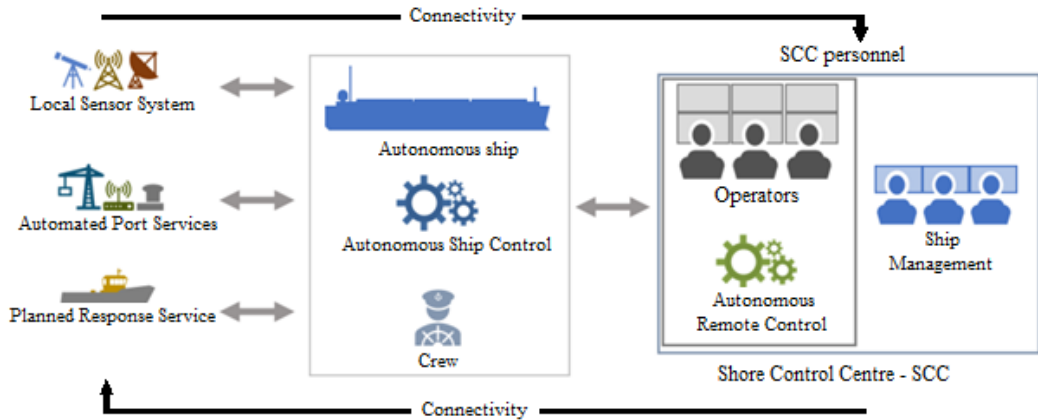 Connectivity
SCC personnel
Local Sensor System
Autonomous ship
Operators
Automated Port Services
Autonomous Ship Control
Ship
Management
Planned Response Service
Autonomous
Remote Control
Crew
Shore Control Centre - SCC
Connectivity